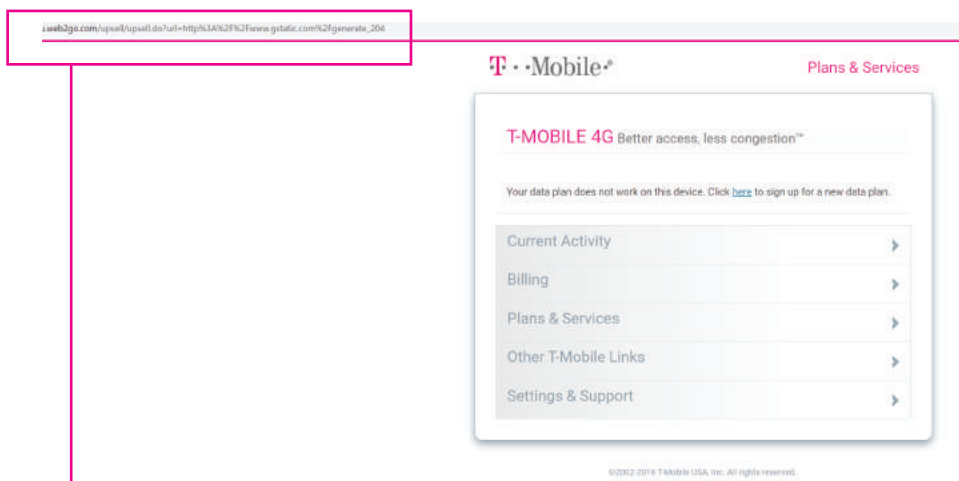 .web2go.com/upsell/upsell.do?url=http%3A%2F%2Fwww.gstatic.com%2Fgenerate_204
T··Mobile·®
Plans & Services
T-MOBILE 4G Better access, less congestion™
Your data plan does not work on this device. Click here to sign up for a new data plan.
Current Activity
Billing
Plans & Services
Other T-Mobile Links
Settings & Support
©2002-2016 T-Mobile USA, Inc. All rights reserved.